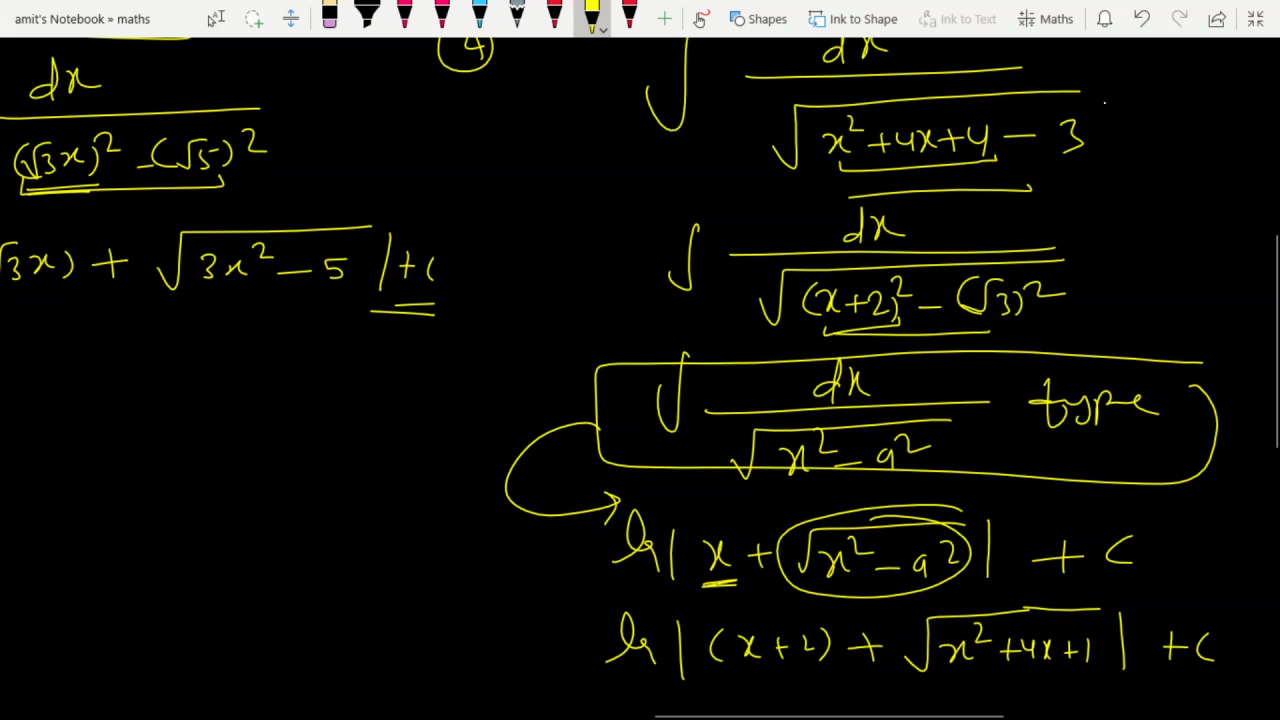 amit's Notebook » maths
Shapes
Ink to Shape
Ink to Text
Maths
dx
(√3x)² - (√5)²
√3x) + √3x² - 5 | + c
④
∫ dx
√x² + 4x + 4 - 3
∫ dx
√(x+2)² - (√3)²
∫ dx type
√x² - a²
ln | x + √x² - a² | + C
ln | (x+2) + √x² + 4x + 1 | + C